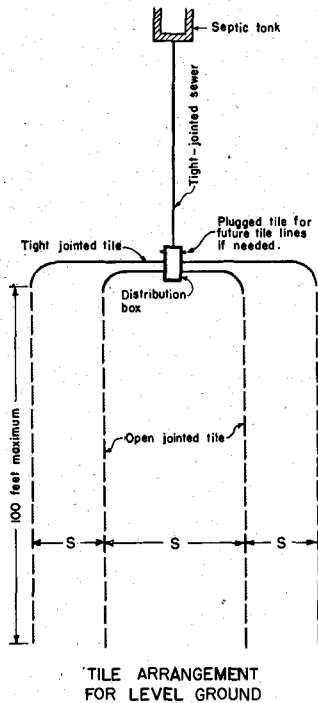 Septic tank
Tight-jointed sewer
Plugged tile for
future tile lines
if needed.
Tight jointed tile
Distribution
box
100 feet maximum
Open jointed tile
S
S
S
TILE ARRANGEMENT
FOR LEVEL GROUND